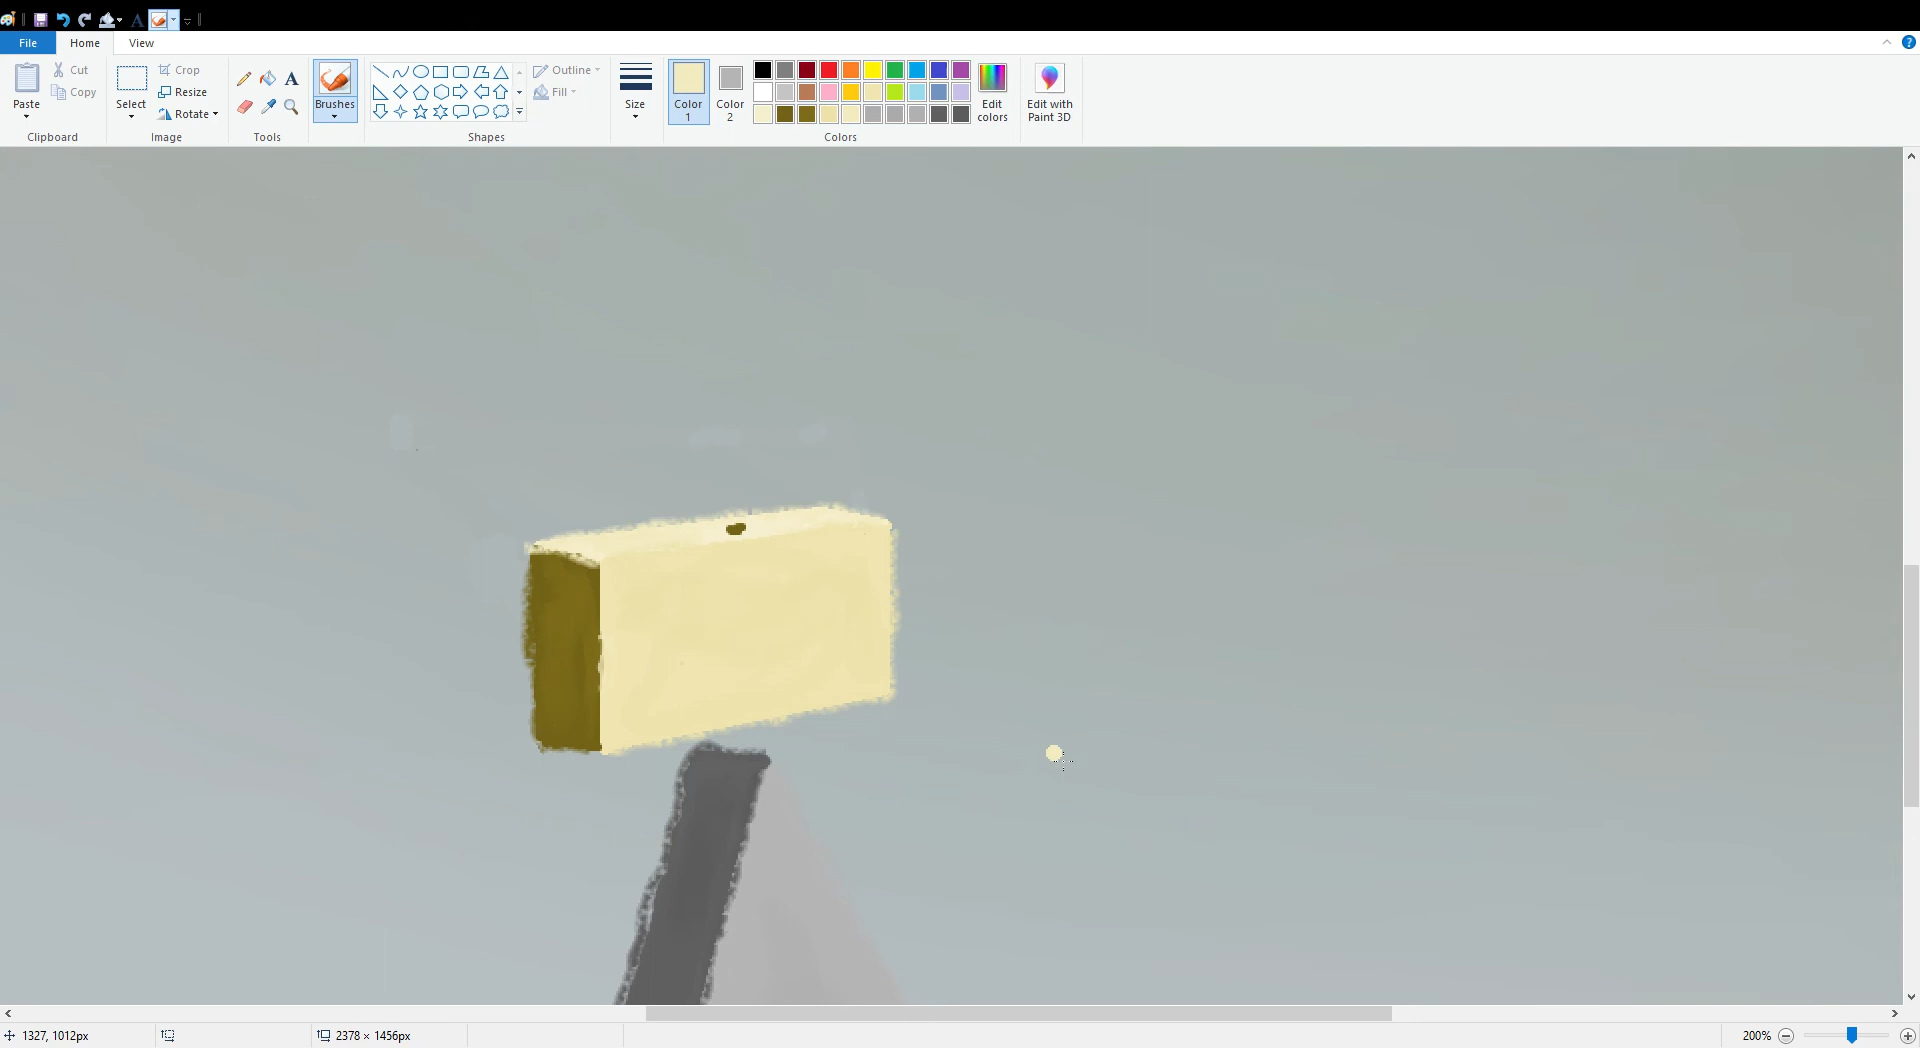 File Home View
Paste
Cut
Copy
Clipboard
Select
Crop
Resize
Rotate
Image
A
Tools
Brushes
Shapes
Outline
Fill
Size
Color
1
Color
2
Colors
Edit
colors
Edit with
Paint 3D
1327, 1012px
2378 × 1456px
200%